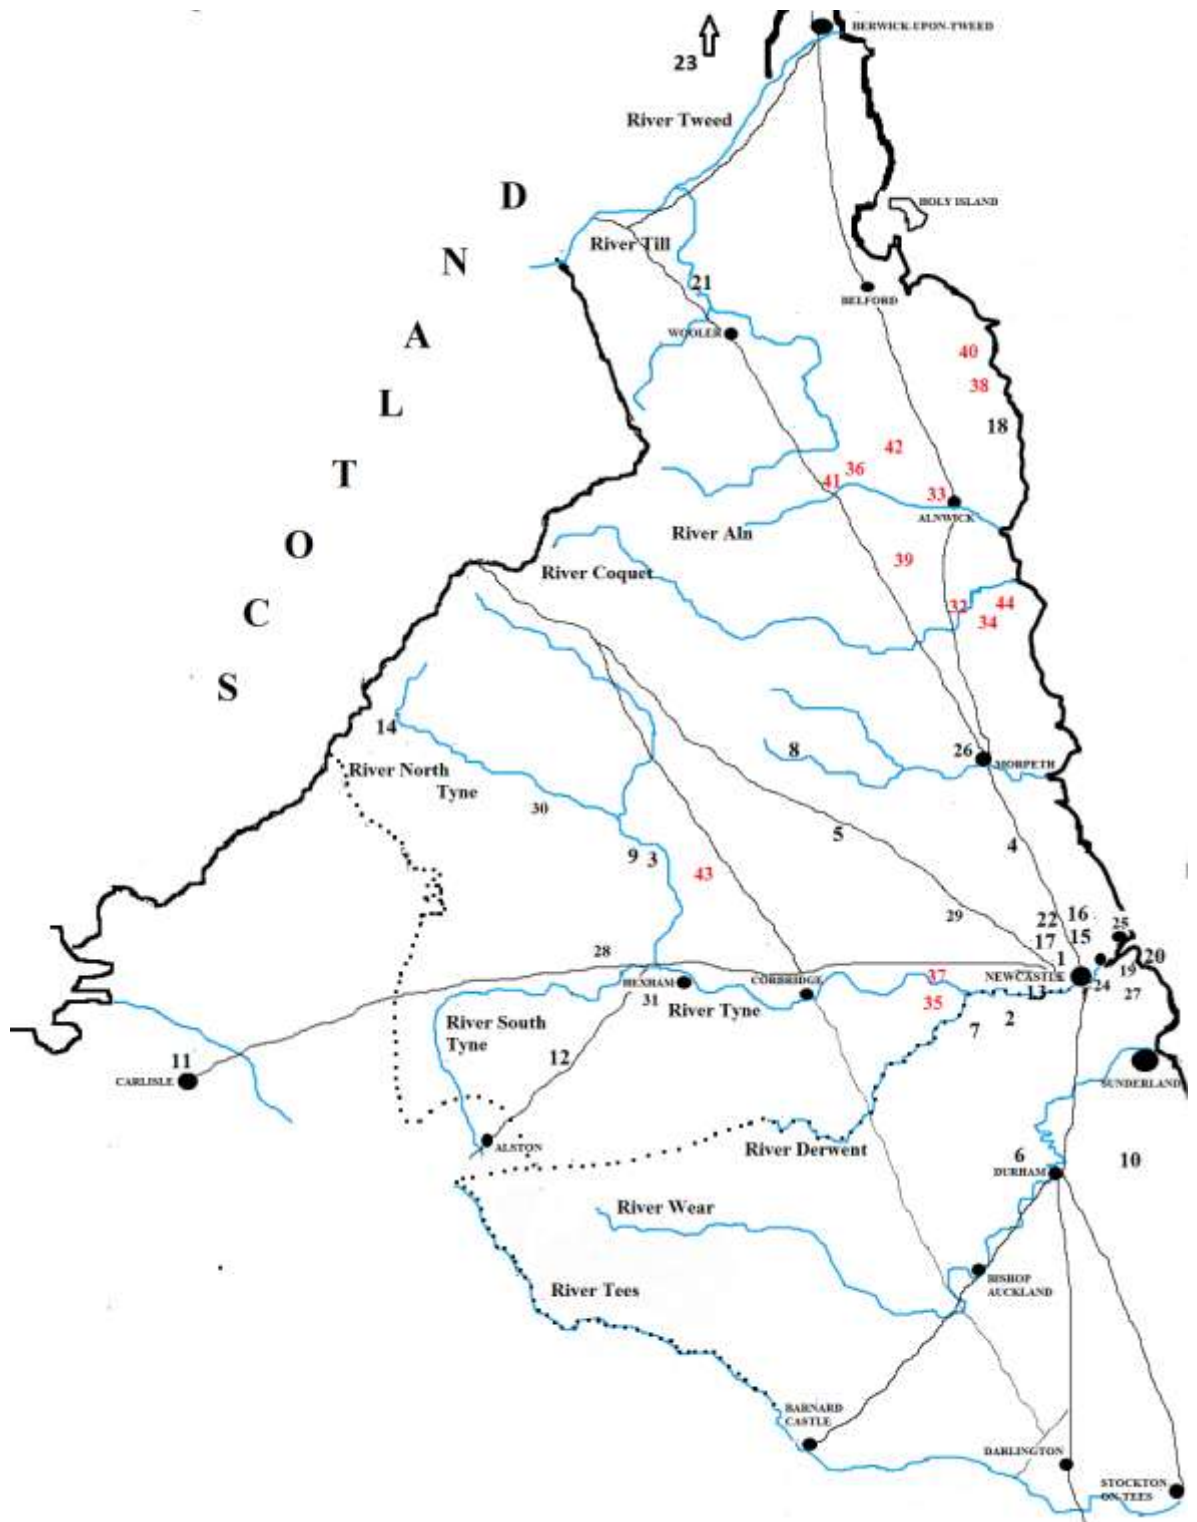 BERWICK-UPON-TWEED
23
River Tweed
D
HOLY ISLAND
River Till
N
21
BELFORD
WOOLER
A
40
38
L
18
42
T
36
41
33
ALNWICK
River Aln
O
39
River Coquet
C
32
44
34
S
14
26
8
MORPETH
River North
Tyne
30
5
4
9
3
43
29
22
16
25
17
15
28
1
20
HEXHAM
CORBRIDGE
37
NEWCASTLE
19
24
13
27
31
River Tyne
35
River South
Tyne
2
7
12
11
CARLISLE
SUNDERLAND
ALSTON
River Derwent
6
10
DURHAM
River Wear
BISHOP
AUCKLAND
River Tees
BARNARD
CASTLE
DARLINGTON
STOCKTON
ON-TEES